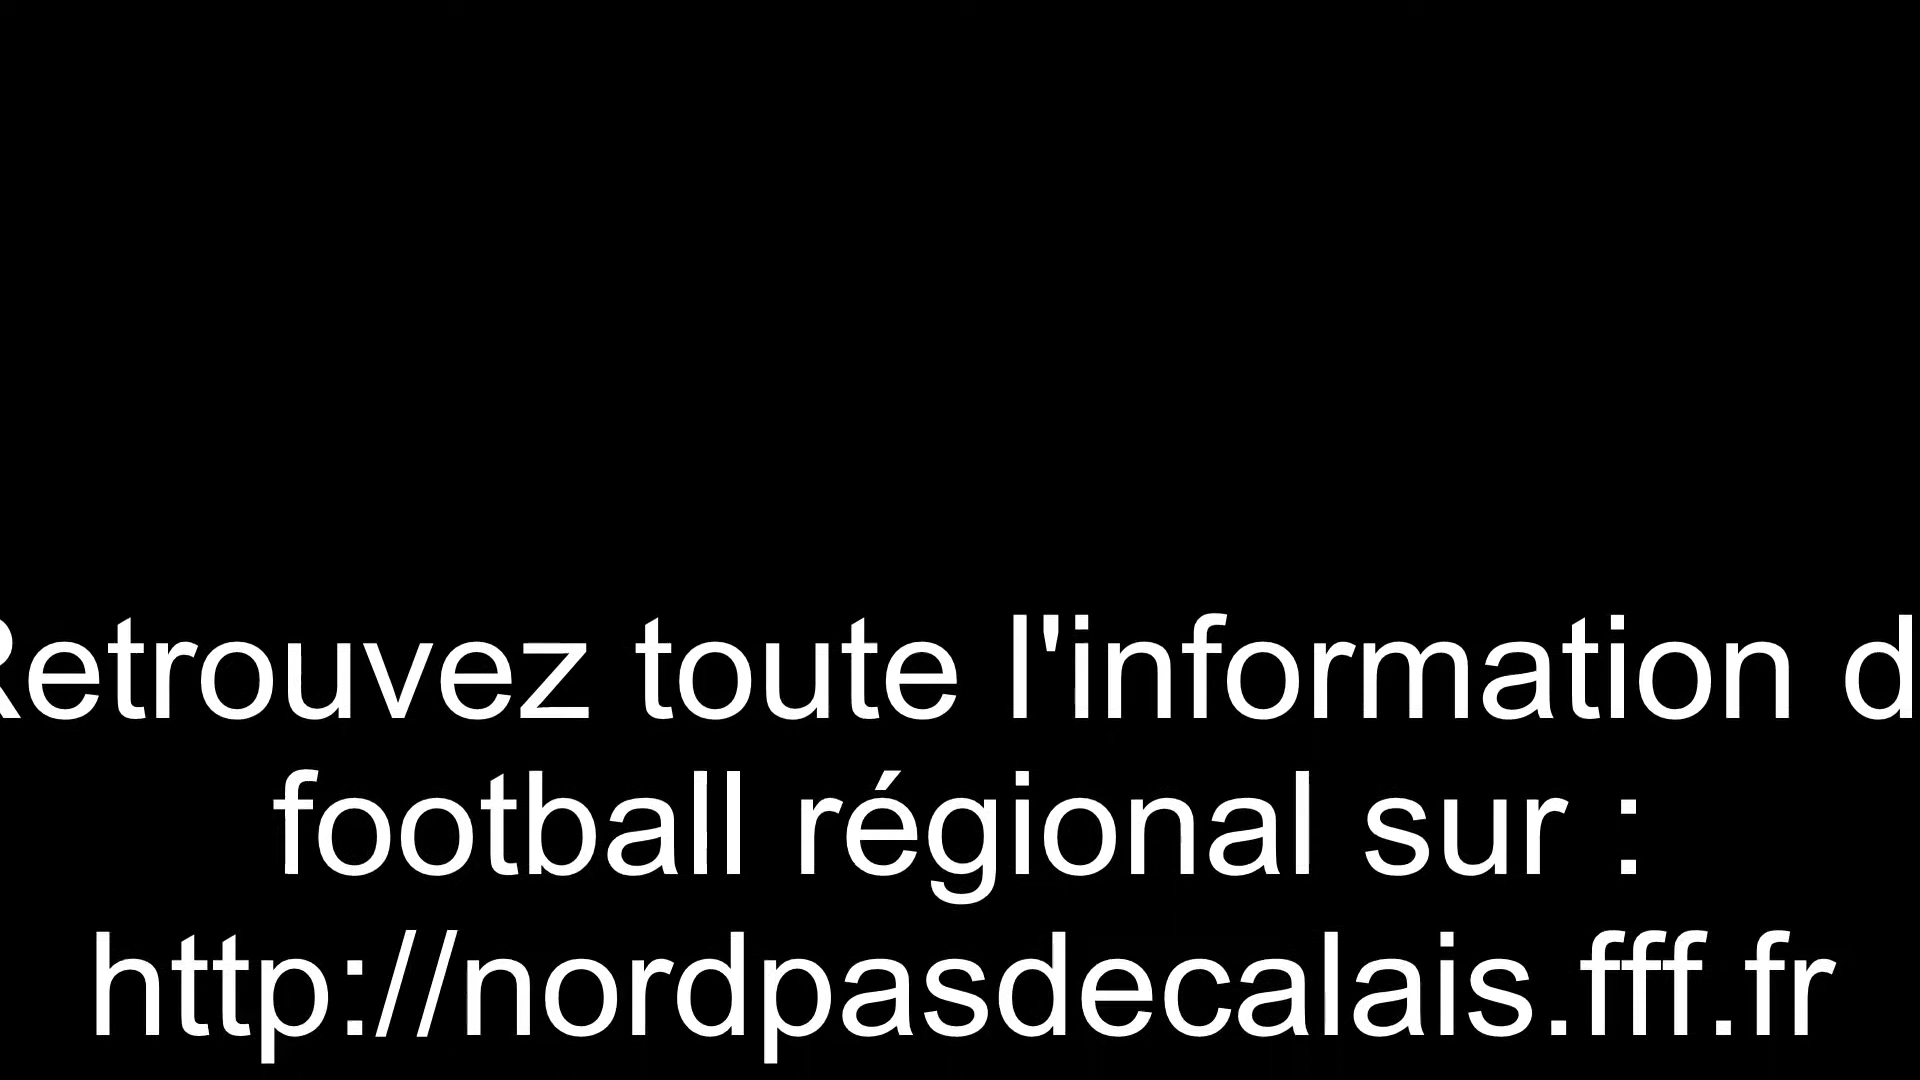 Retrouvez toute l'information d
football régional sur :
http://nordpasdecalais.fff.fr